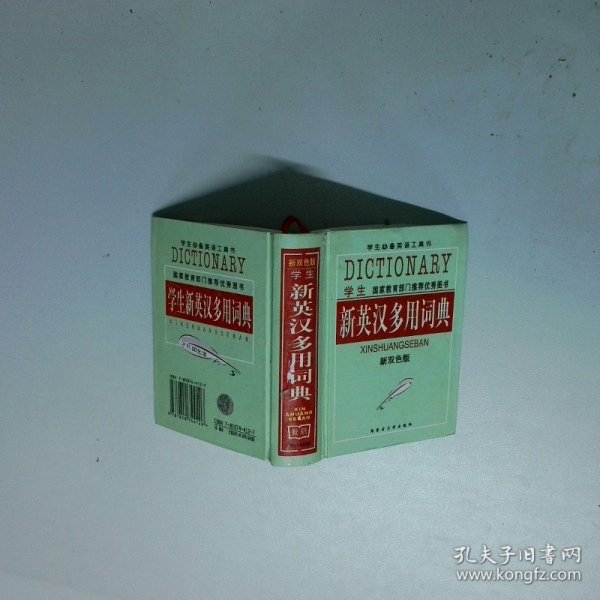 学生必备英语工具书
DICTIONARY
国家教育部门推荐优秀图书
学生新英汉多用词典
XINSHUANGSEBAN
新双色版
学生
新英汉多用词典
XIN
SHUANG
SEBAN
学生必备英语工具书
DICTIONARY
学生 国家教育部门推荐优秀图书
新英汉多用词典
XINSHUANGSEBAN
新双色版
孔夫子旧书网
www.kongfz.com